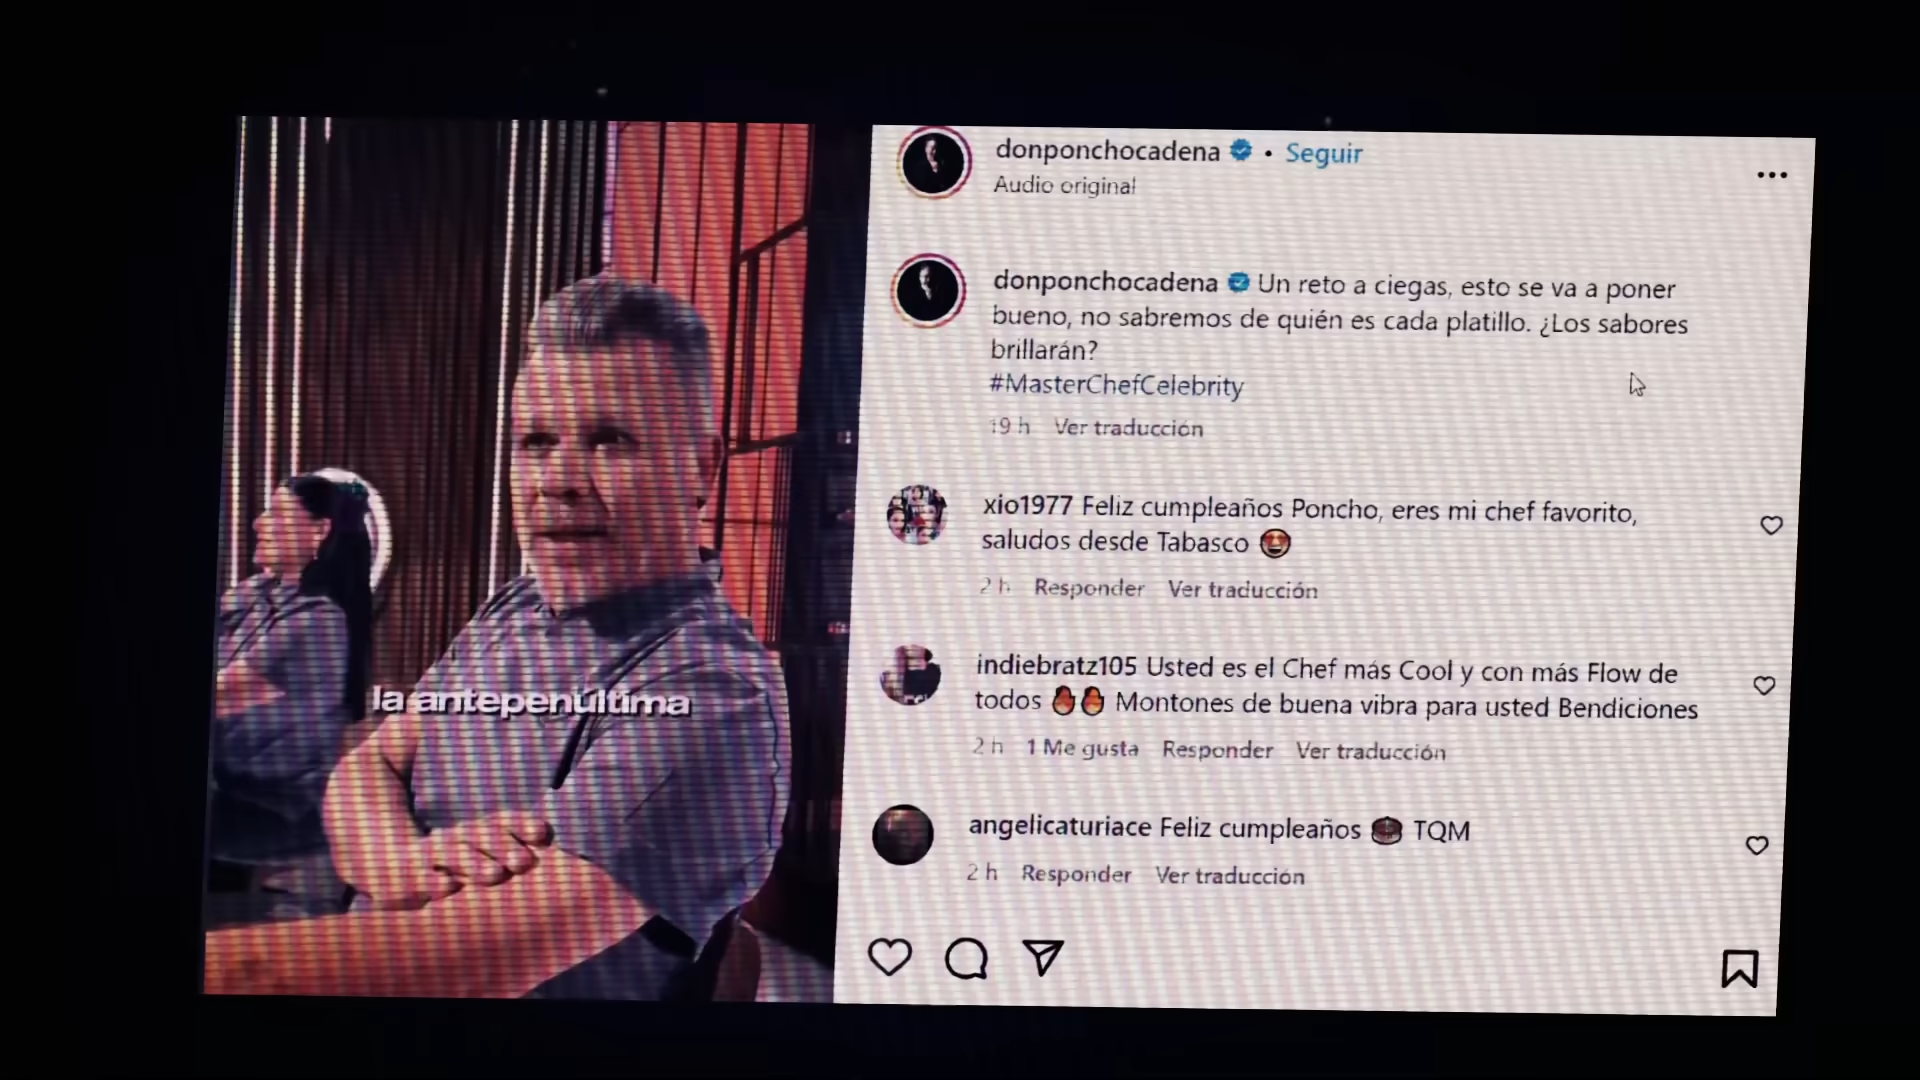 la antepenúltima
donponchocadena • Seguir
Audio original
donponchocadena Un reto a ciegas, esto se va a poner
bueno, no sabremos de quién es cada platillo. ¿Los sabores
brillarán?
#MasterChefCelebrity
19 h Ver traducción
xio1977 Feliz cumpleaños Poncho, eres mi chef favorito,
saludos desde Tabasco 🤩
2 h Responder Ver traducción
indiebratz105 Usted es el Chef más Cool y con más Flow de
todos 🔥🔥 Montones de buena vibra para usted Bendiciones
2 h 1 Me gusta Responder Ver traducción
angelicaturiace Feliz cumpleaños 🎂 TQM
2 h Responder Ver traducción